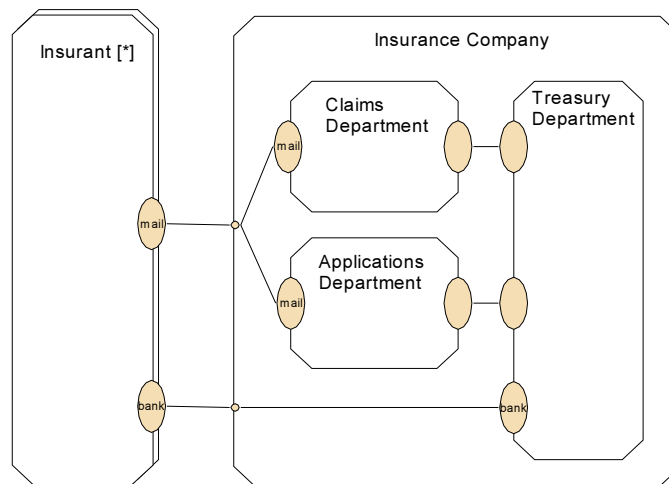 Insurance Company
Insurant [*]
Claims
Department
Treasury
Department
mail
mail
Applications
Department
mail
bank
bank